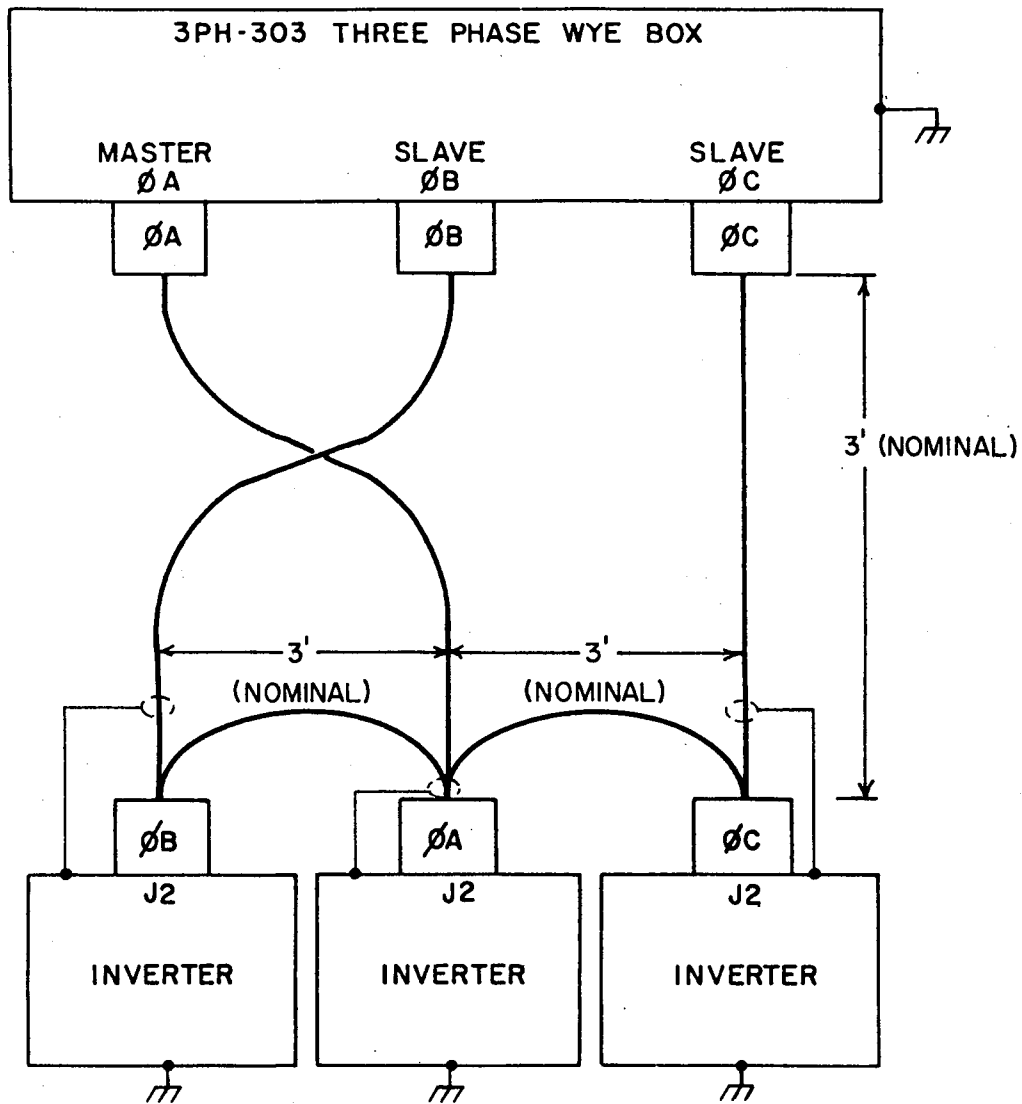 3PH-303 THREE PHASE WYE BOX
MASTER
ØA
SLAVE
ØB
SLAVE
ØC
ØA
ØB
ØC
3' (NOMINAL)
3'
(NOMINAL)
3'
(NOMINAL)
ØB
ØA
ØC
J2
J2
J2
INVERTER
INVERTER
INVERTER